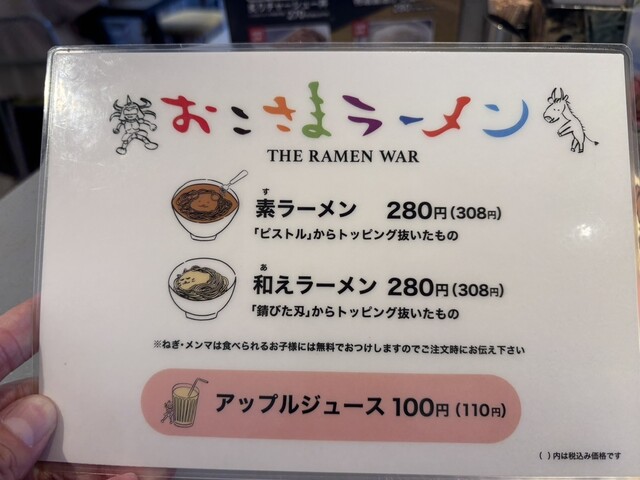 おこさまラーメン
THE RAMEN WAR
す
素ラーメン 280円(308円)
「ピストル」からトッピング抜いたもの
あ
和えラーメン 280円(308円)
「錆びた刃」からトッピング抜いたもの
※ねぎ・メンマは食べられるお子様には無料でおつけしますのでご注文時にお伝え下さい
アップルジュース 100円(110円)
( )内は税込み価格です